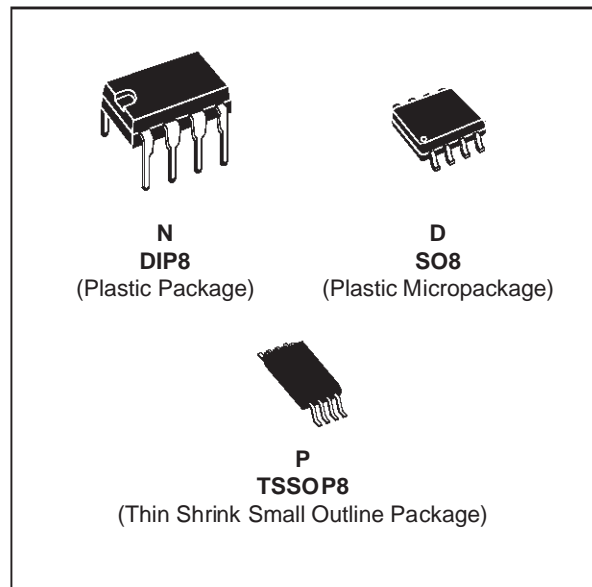 N
DIP8
(Plastic Package)
D
SO8
(Plastic Micropackage)
P
TSSOP8
(Thin Shrink Small Outline Package)